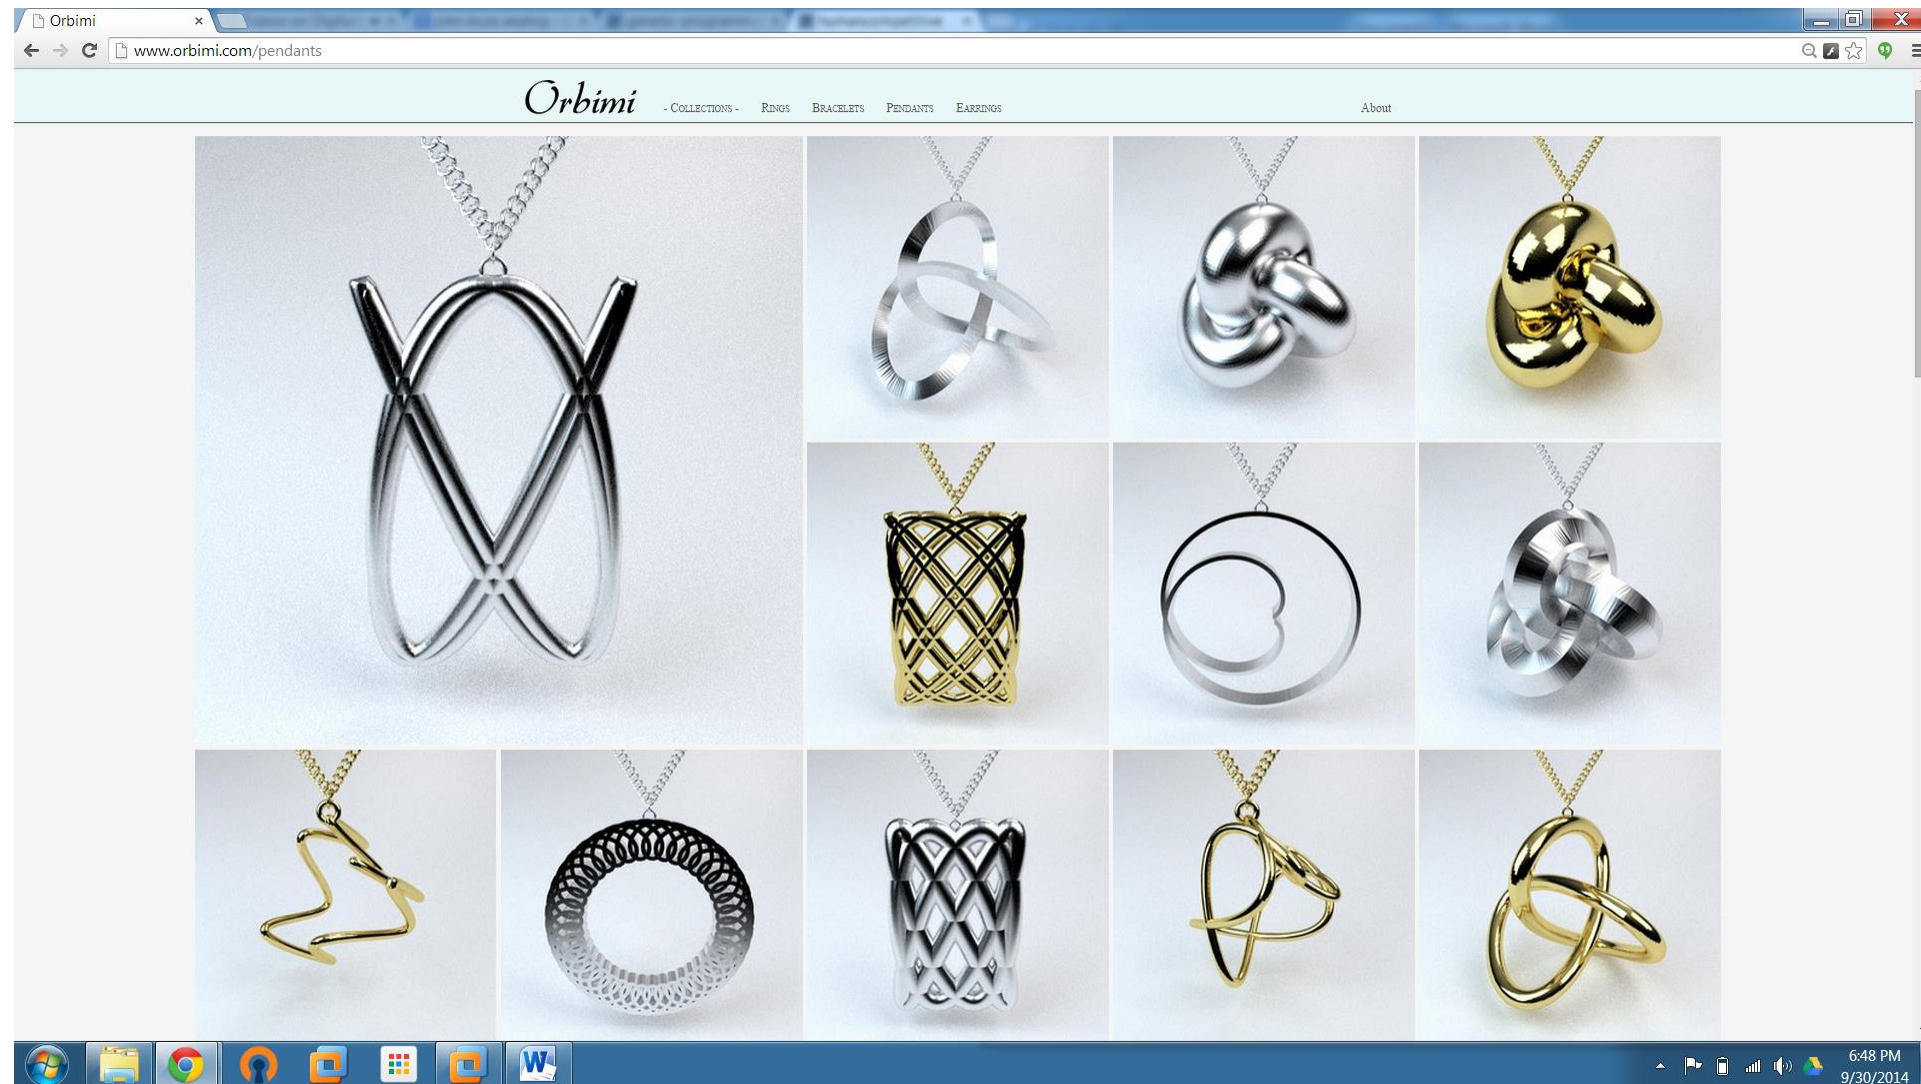 Orbimi
www.orbimi.com/pendants
Orbimi - Collections - Rings Bracelets Pendants Earrings About
6:48 PM
9/30/2014